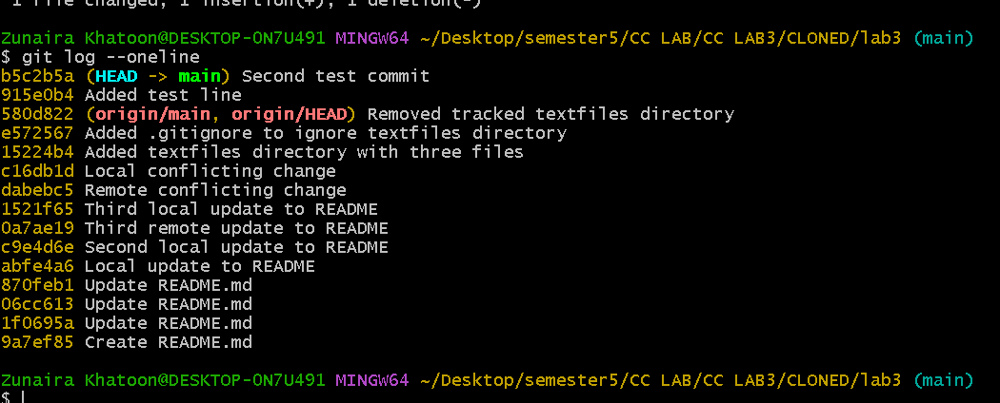 1 file changed, 1 insertion(+), 1 deletion(-)
Zunaira Khatoon@DESKTOP-0N7U491 MINGW64 ~/Desktop/semester5/CC LAB/CC LAB3/CLONED/lab3 (main)
$ git log --oneline
b5c2b5a (HEAD -> main) Second test commit
915e0b4 Added test line
580d822 (origin/main, origin/HEAD) Removed tracked textfiles directory
e572567 Added .gitignore to ignore textfiles directory
15224b4 Added textfiles directory with three files
c16db1d Local conflicting change
dabebc5 Remote conflicting change
1521f65 Third local update to README
0a7ae19 Third remote update to README
c9e4d6e Second local update to README
abfe4a6 Local update to README
870feb1 Update README.md
06cc613 Update README.md
1f0695a Update README.md
9a7ef85 Create README.md
Zunaira Khatoon@DESKTOP-0N7U491 MINGW64 ~/Desktop/semester5/CC LAB/CC LAB3/CLONED/lab3 (main)
$